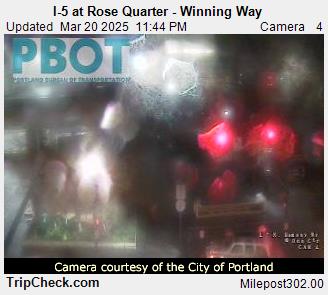 I-5 at Rose Quarter - Winning Way
Updated Mar 20 2025 11:44 PM Camera 4
PBOT
PORTLAND BUREAU OF TRANSPORTATION
Camera courtesy of the City of Portland
TripCheck.com Milepost302.00